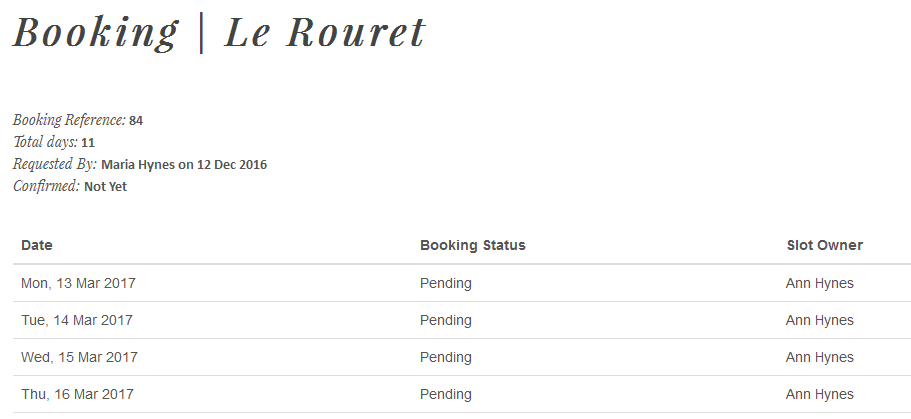 Booking | Le Rouret
Booking Reference: 84
Total days: 11
Requested By: Maria Hynes on 12 Dec 2016
Confirmed: Not Yet
Date Booking Status Slot Owner
Mon, 13 Mar 2017 Pending Ann Hynes
Tue, 14 Mar 2017 Pending Ann Hynes
Wed, 15 Mar 2017 Pending Ann Hynes
Thu, 16 Mar 2017 Pending Ann Hynes